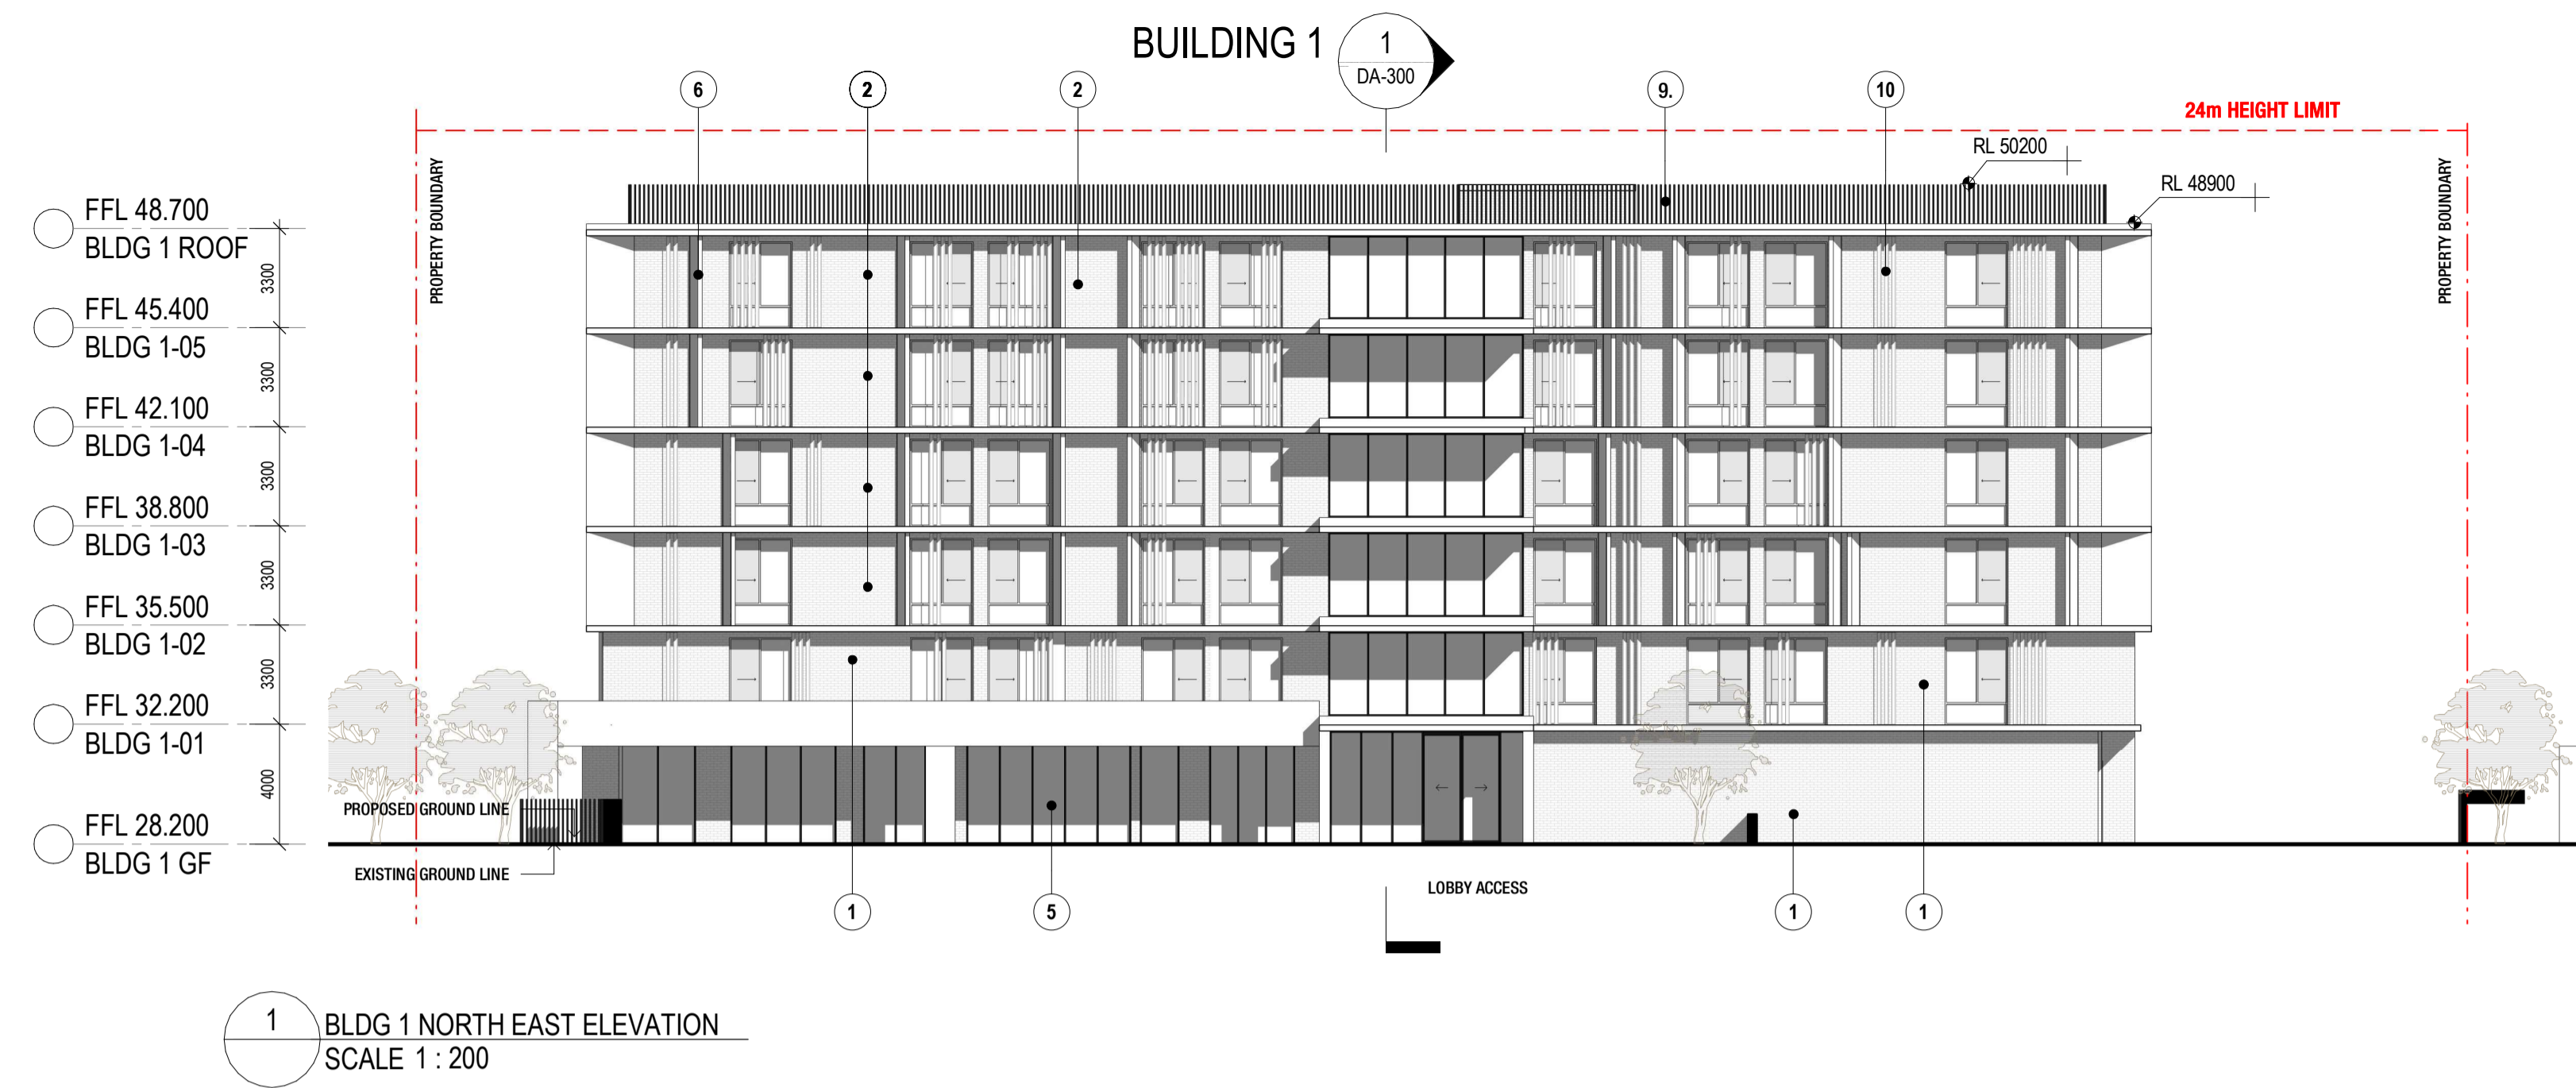 BUILDING 1
1
DA-300
6
2
2
9.
10
24m HEIGHT LIMIT
RL 50200
RL 48900
PROPERTY BOUNDARY
PROPERTY BOUNDARY
FFL 48.700
BLDG 1 ROOF
3300
FFL 45.400
BLDG 1-05
3300
FFL 42.100
BLDG 1-04
3300
FFL 38.800
BLDG 1-03
3300
FFL 35.500
BLDG 1-02
3300
FFL 32.200
BLDG 1-01
4000
PROPOSED GROUND LINE
FFL 28.200
BLDG 1 GF
EXISTING GROUND LINE
LOBBY ACCESS
1
5
1
1
1
BLDG 1 NORTH EAST ELEVATION
SCALE 1 : 200